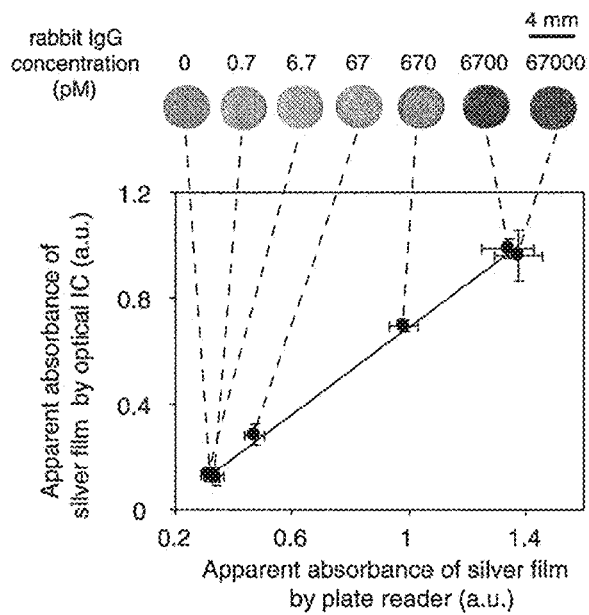 4 mm
rabbit IgG
concentration
(pM)
0 0.7 6.7 67 670 6700 67000
1.2
0.8
0.4
0
Apparent absorbance of
silver film by optical IC (a.u.)
0.2 0.6 1 1.4
Apparent absorbance of silver film
by plate reader (a.u.)